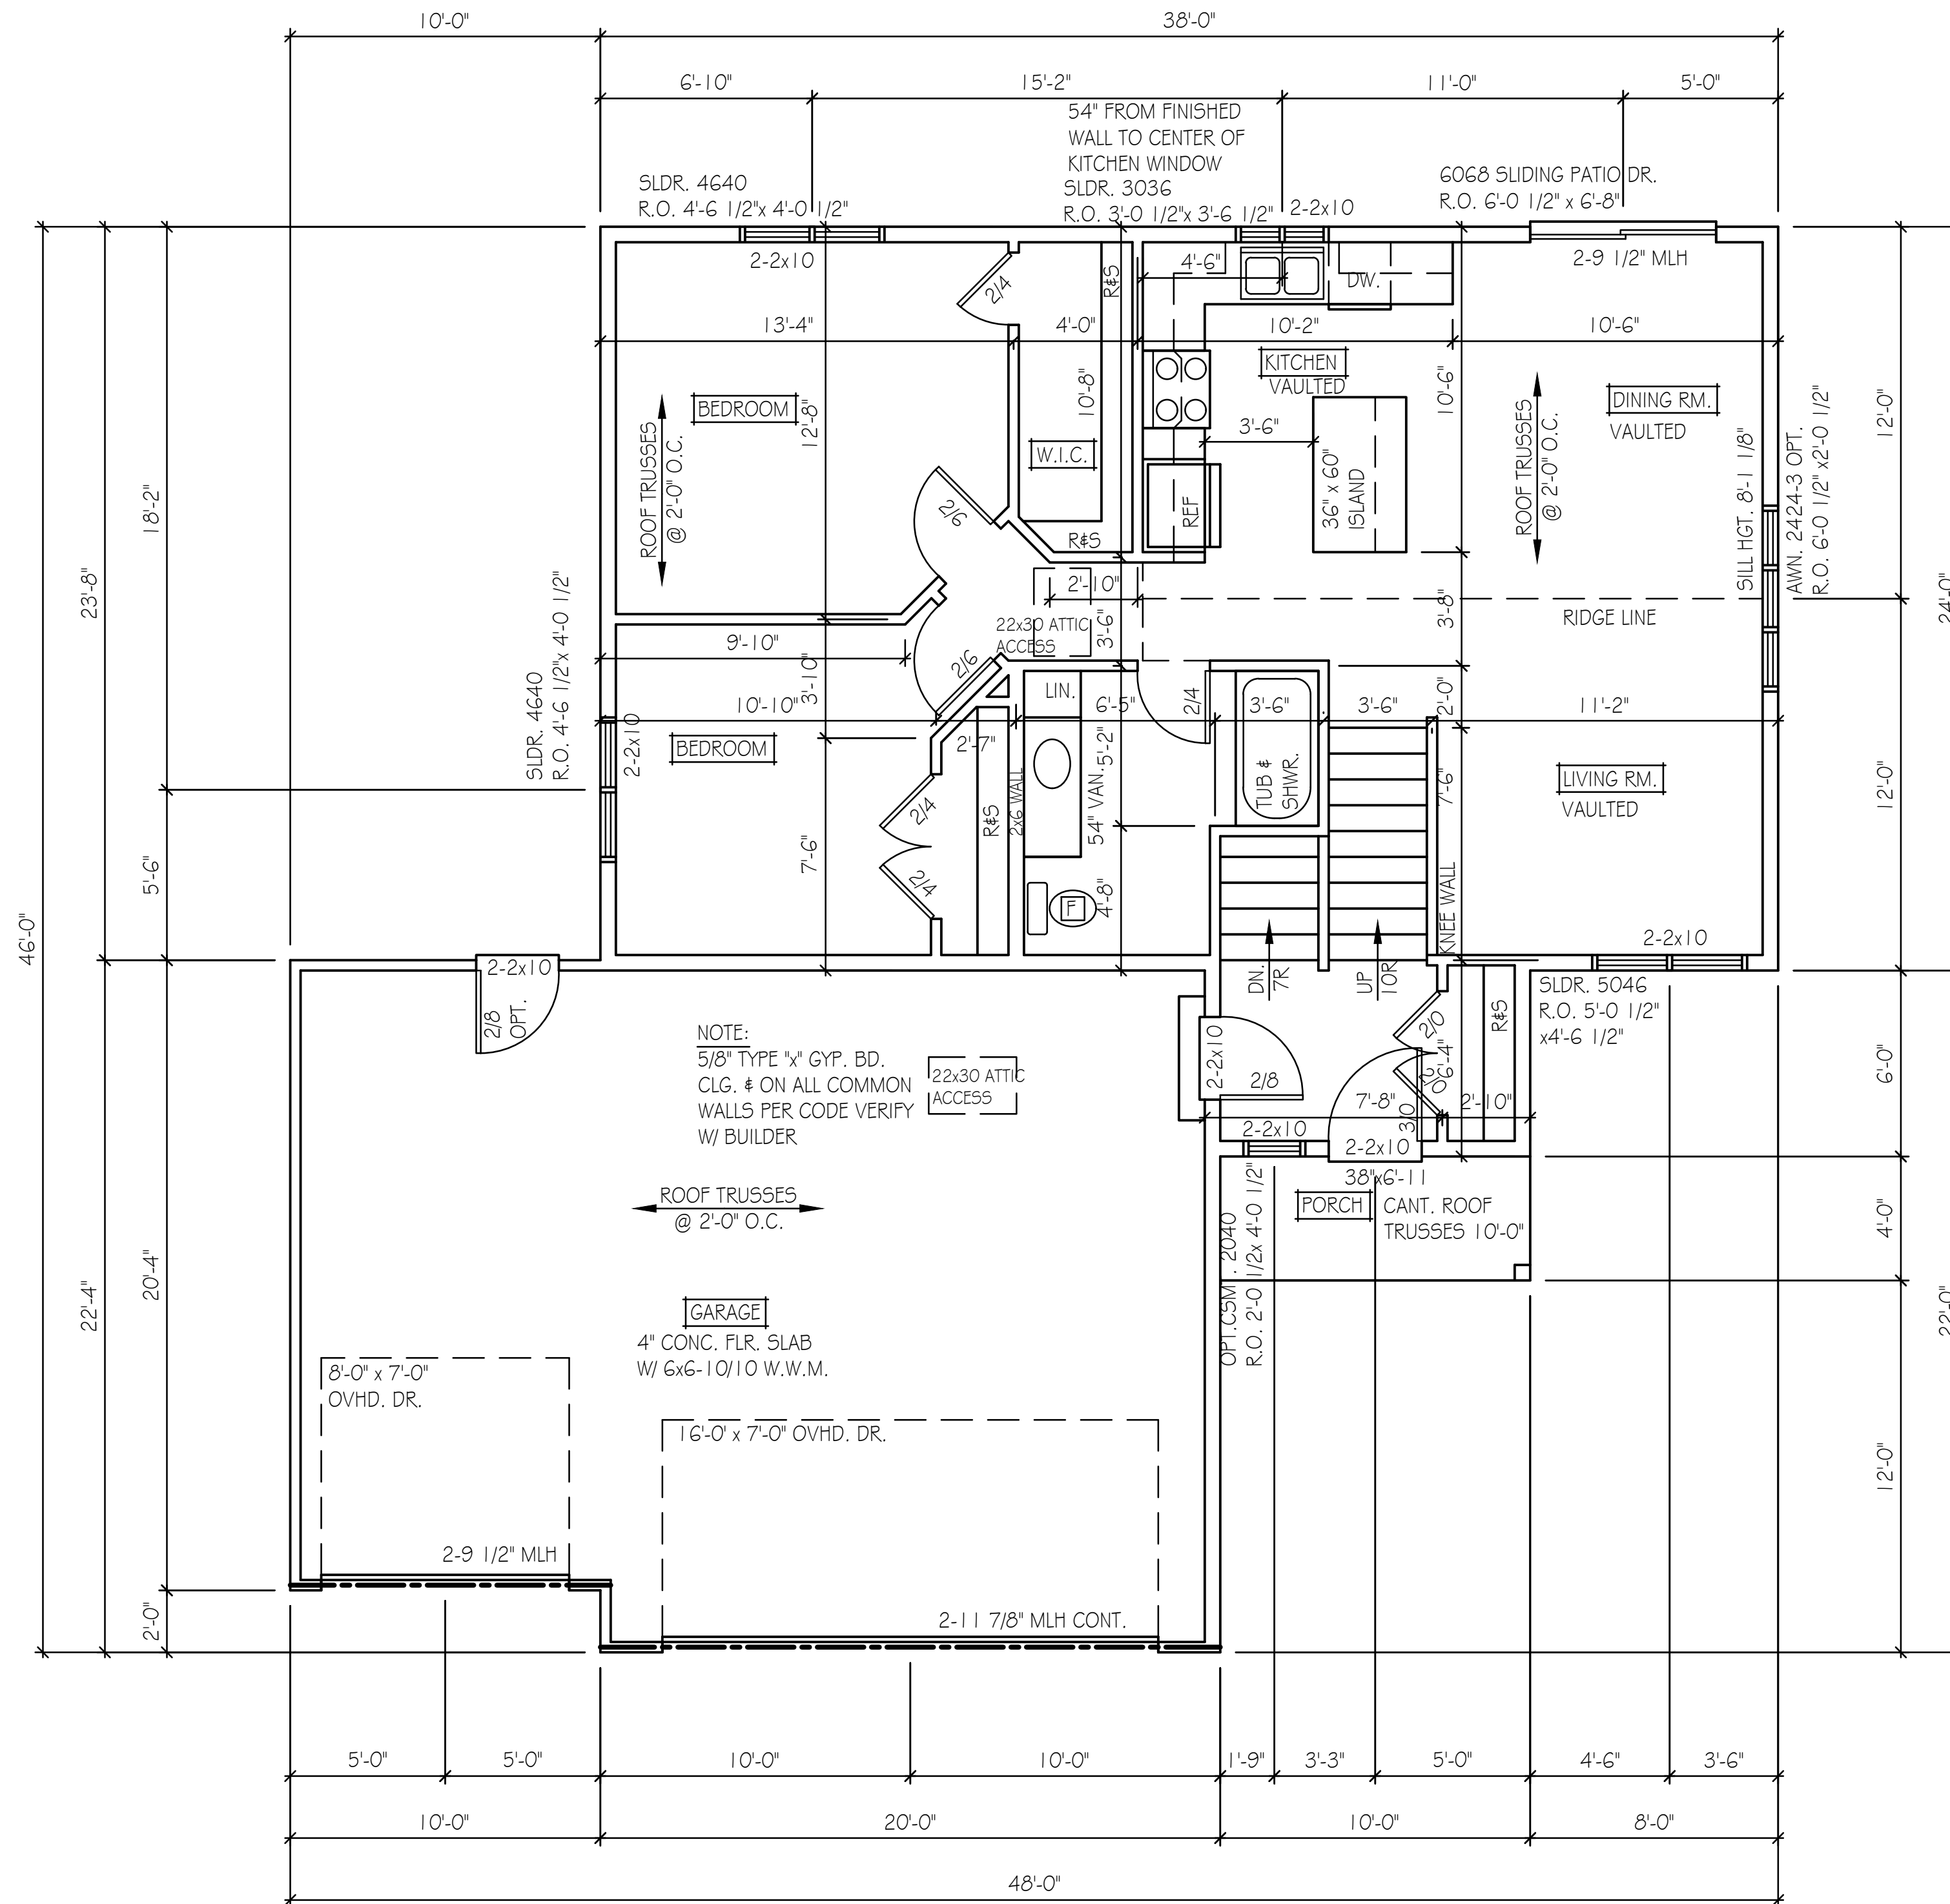 10'-0"
38'-0"
6'-10"
15'-2"
11'-0"
5'-0"
54" FROM FINISHED
WALL TO CENTER OF
KITCHEN WINDOW
SLDR. 3036
R.O. 3'-0 1/2"x 3'-6 1/2"
2-2x10
SLDR. 4640
R.O. 4'-6 1/2"x 4'-0 1/2"
6068 SLIDING PATIO DR.
R.O. 6'-0 1/2" x 6'-8"
2-2x10
2-9 1/2" MLH
2/4
R&S
4'-6"
DW.
13'-4"
4'-0"
10'-2"
10'-6"
KITCHEN
VAULTED
BEDROOM
12'-8"
10'-8"
10'-6"
DINING RM.
VAULTED
ROOF TRUSSES
@ 2'-0" O.C.
W.I.C.
3'-6"
36" x 60"
ISLAND
REF
ROOF TRUSSES
@ 2'-0" O.C.
SILL HGT. 8'-1 1/8"
AWN. 2424-3 OPT.
R.O. 6'-0 1/2" x2'-0 1/2"
12'-0"
24'-0"
18'-2"
23'-8"
46'-0"
2/6
R&S
2'-10"
22x30 ATTIC
ACCESS
3'-6"
3'-8"
RIDGE LINE
9'-10"
3'-10"
2/6
SLDR. 4640
R.O. 4'-6 1/2"x 4'-0 1/2"
2-2x10
LIN.
10'-10"
6'-5"
2/4
3'-6"
3'-6"
2'-0"
11'-2"
BEDROOM
2'-7"
5'-2"
TUB &
SHWR.
7'-6"
LIVING RM.
VAULTED
12'-0"
2/4
R&S
2x6 WALL
54" VAN.
7'-6"
5'-6"
2/4
4'-8"
F
KNEE WALL
2-2x10
2-2x10
2/8
OPT.
DN.
7R
UP
10R
SLDR. 5046
R.O. 5'-0 1/2"
x4'-6 1/2"
NOTE:
5/8" TYPE "x" GYP. BD.
CLG. & ON ALL COMMON
WALLS PER CODE VERIFY
W/ BUILDER
22x30 ATTIC
ACCESS
2-2x10
2/8
2/0
R&S
6'-4"
2/0
6'-0"
7'-8"
2'-10"
3/0
2-2x10
2-2x10
38"x6'-11
PORCH
CANT. ROOF
TRUSSES 10'-0"
4'-0"
OPT.CSM . 2040
R.O. 2'-0 1/2x 4'-0 1/2"
ROOF TRUSSES
@ 2'-0" O.C.
20'-4"
22'-4"
22'-0"
GARAGE
4" CONC. FLR. SLAB
W/ 6x6-10/10 W.W.M.
8'-0" x 7'-0"
OVHD. DR.
16'-0' x 7'-0" OVHD. DR.
12'-0"
2-9 1/2" MLH
2-11 7/8" MLH CONT.
2'-0"
5'-0"
5'-0"
10'-0"
10'-0"
1'-9"
3'-3"
5'-0"
4'-6"
3'-6"
10'-0"
20'-0"
10'-0"
8'-0"
48'-0"